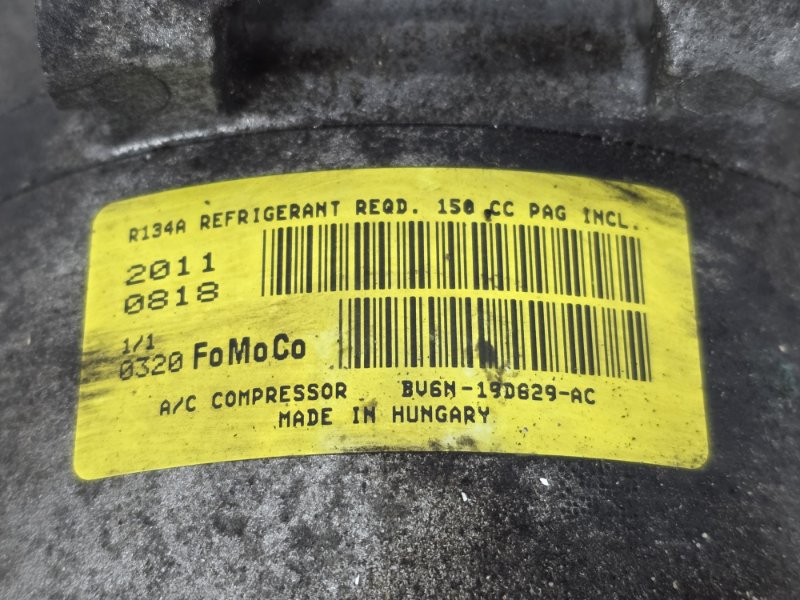 R134A REFRIGERANT REQD. 150 CC PAG INCL.
2011
0818
1/1
0320 FoMoCo
A/C COMPRESSOR BV6N-19D629-AC
MADE IN HUNGARY